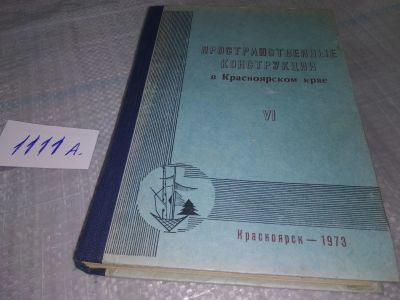 ПРОСТРАНСТВЕННЫЕ
КОНСТРУКЦИИ
в Красноярском крае
VI
Красноярск — 1973
1111 А.